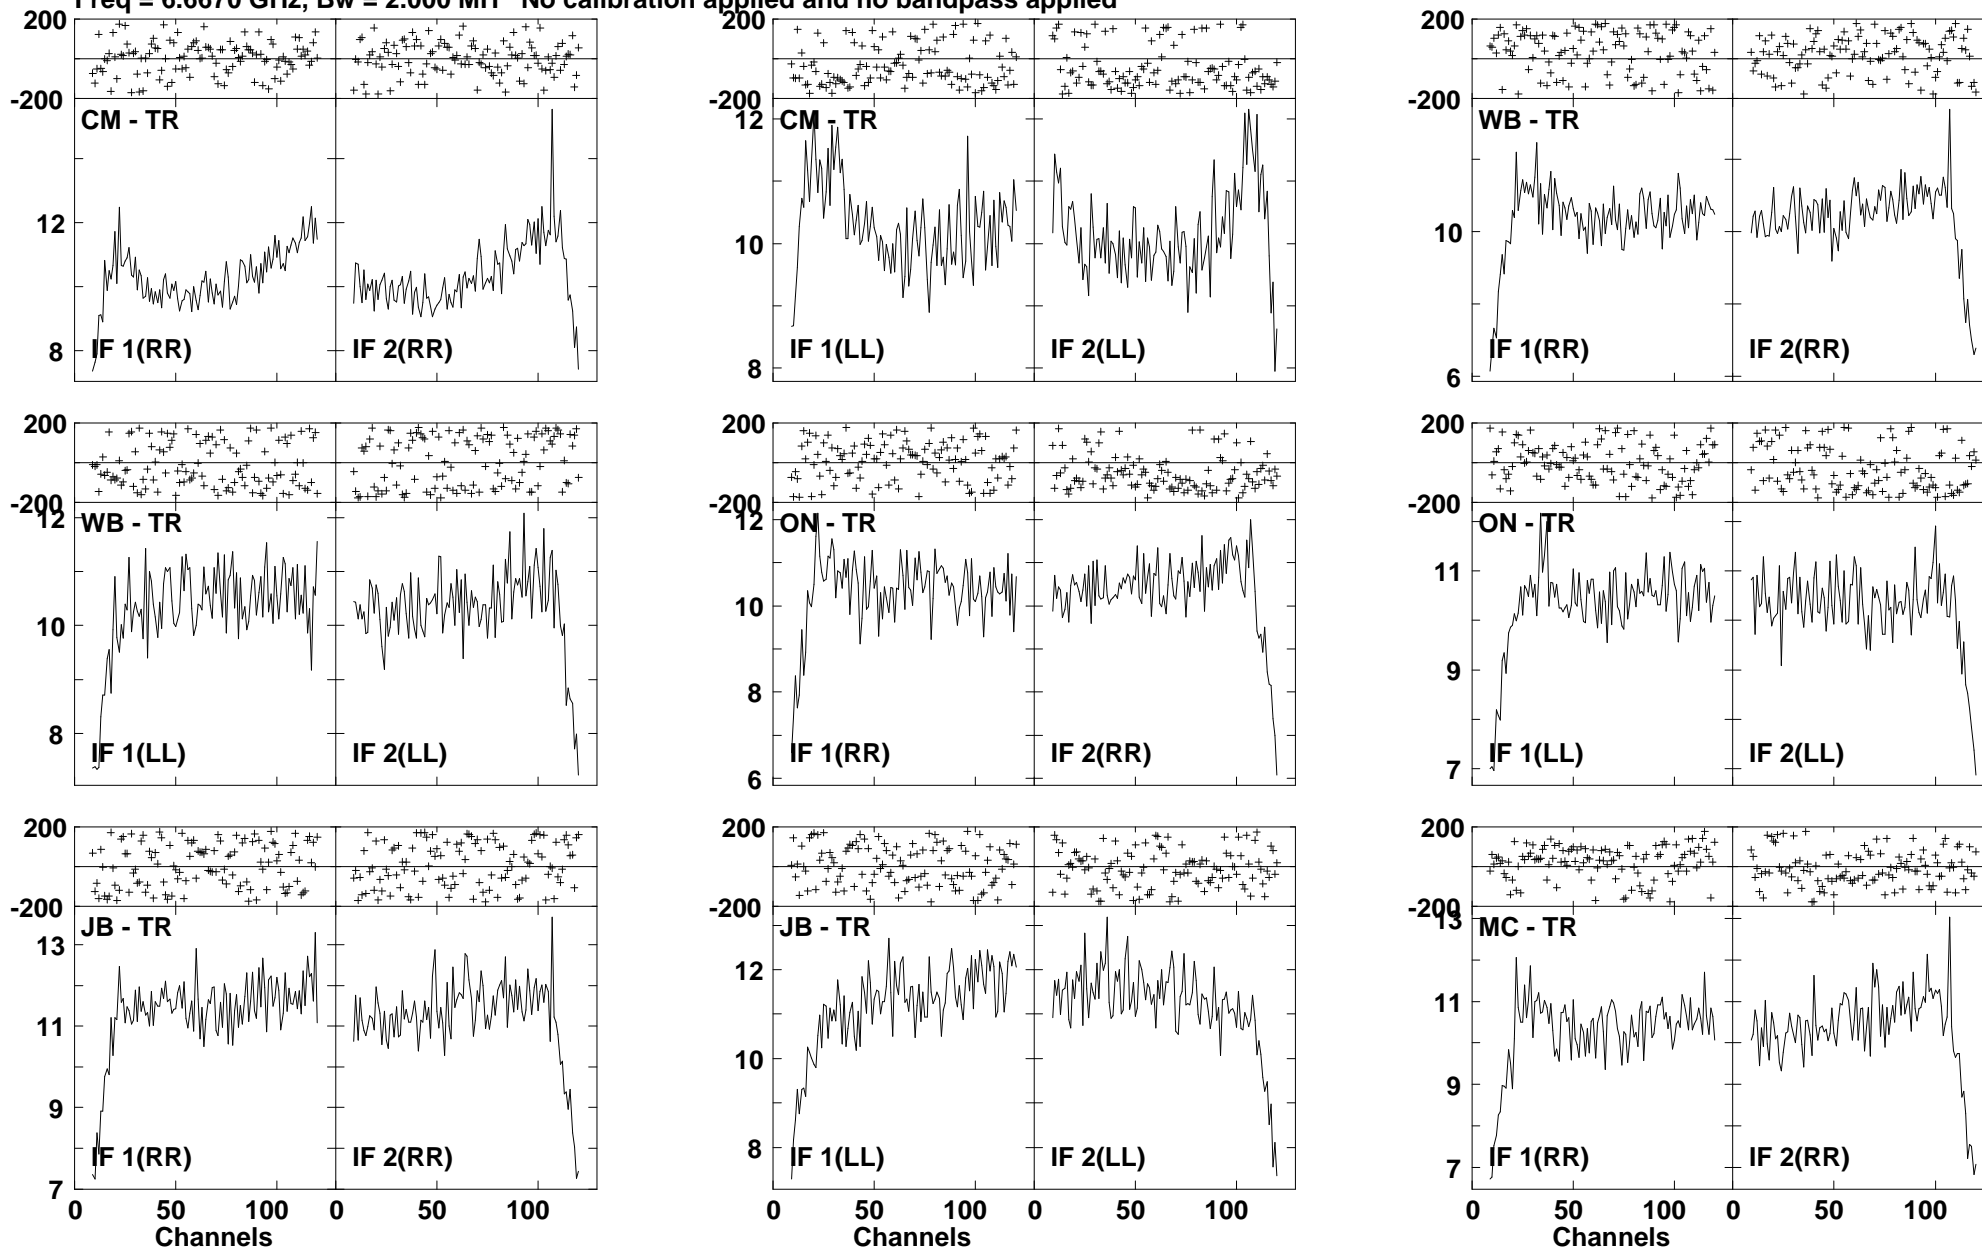 Freq = 6.6670 GHz, Bw = 2.000 MH No calibration applied and no bandpass applied
200
-200
CM - TR
12
8
IF 1(RR)
IF 2(RR)
200
-200
12
CM - TR
10
8
IF 1(LL)
IF 2(LL)
200
-200
WB - TR
10
6
IF 1(RR)
IF 2(RR)
200
-200
12
WB - TR
10
8
IF 1(LL)
IF 2(LL)
200
-200
12
ON - TR
10
8
6
IF 1(RR)
IF 2(RR)
200
-200
ON - TR
11
9
7
IF 1(LL)
IF 2(LL)
200
-200
JB - TR
13
11
9
7
IF 1(RR)
IF 2(RR)
0 50 100 0 50 100
Channels
200
-200
JB - TR
12
10
8
IF 1(LL)
IF 2(LL)
0 50 100 0 50 100
Channels
200
-200
13
MC - TR
11
9
7
IF 1(RR)
IF 2(RR)
0 50 100 0 50 100
Channels